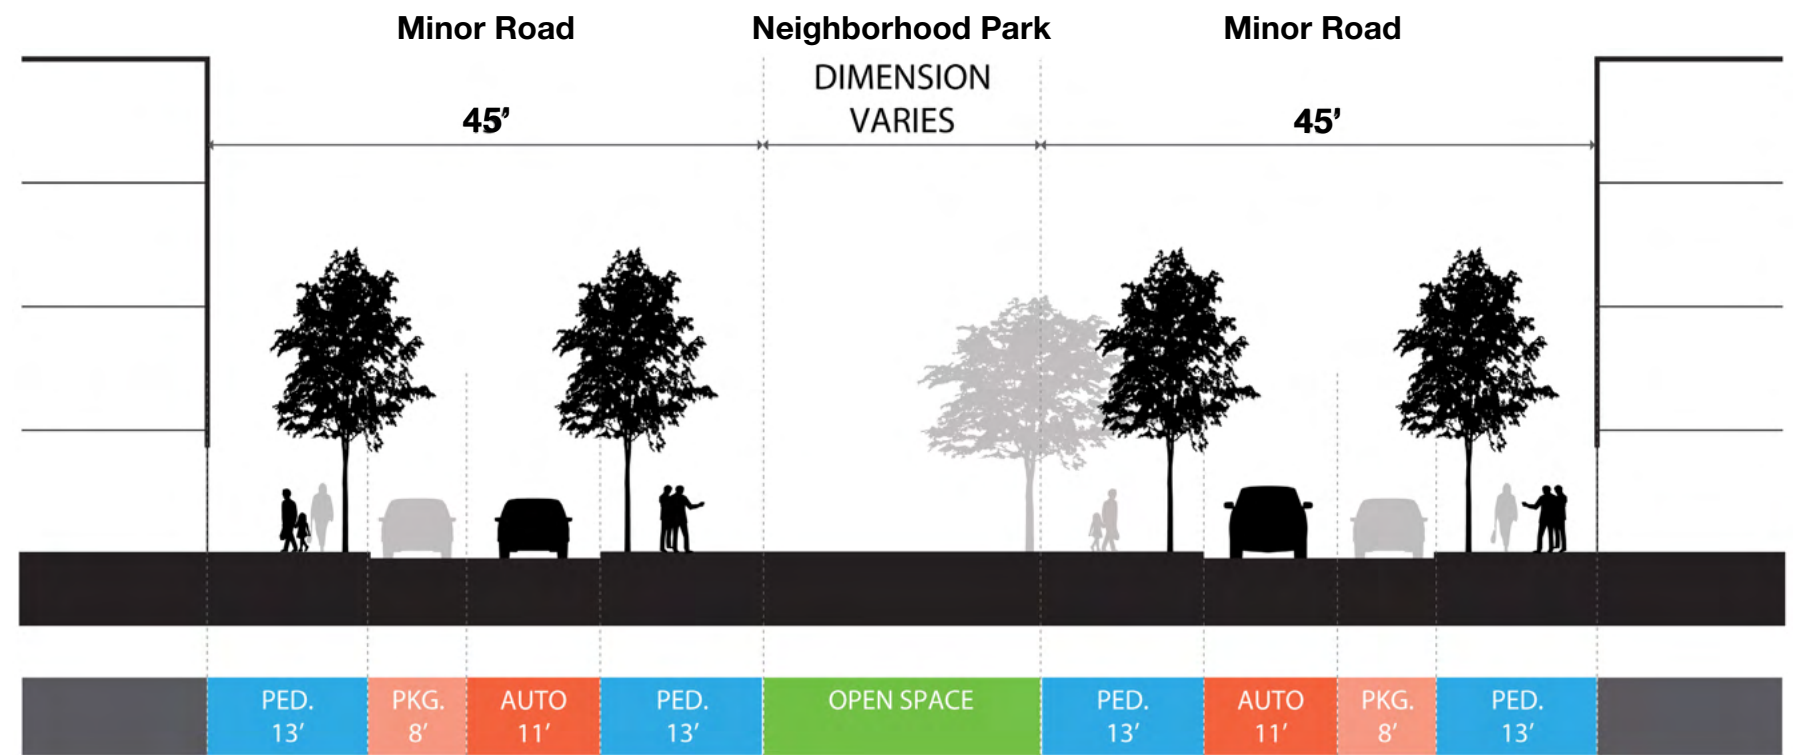 Minor Road
Neighborhood Park
Minor Road
DIMENSION
VARIES
45’
45’
PED.
13’
PKG.
8’
AUTO
11’
PED.
13’
OPEN SPACE
PED.
13’
AUTO
11’
PKG.
8’
PED.
13’